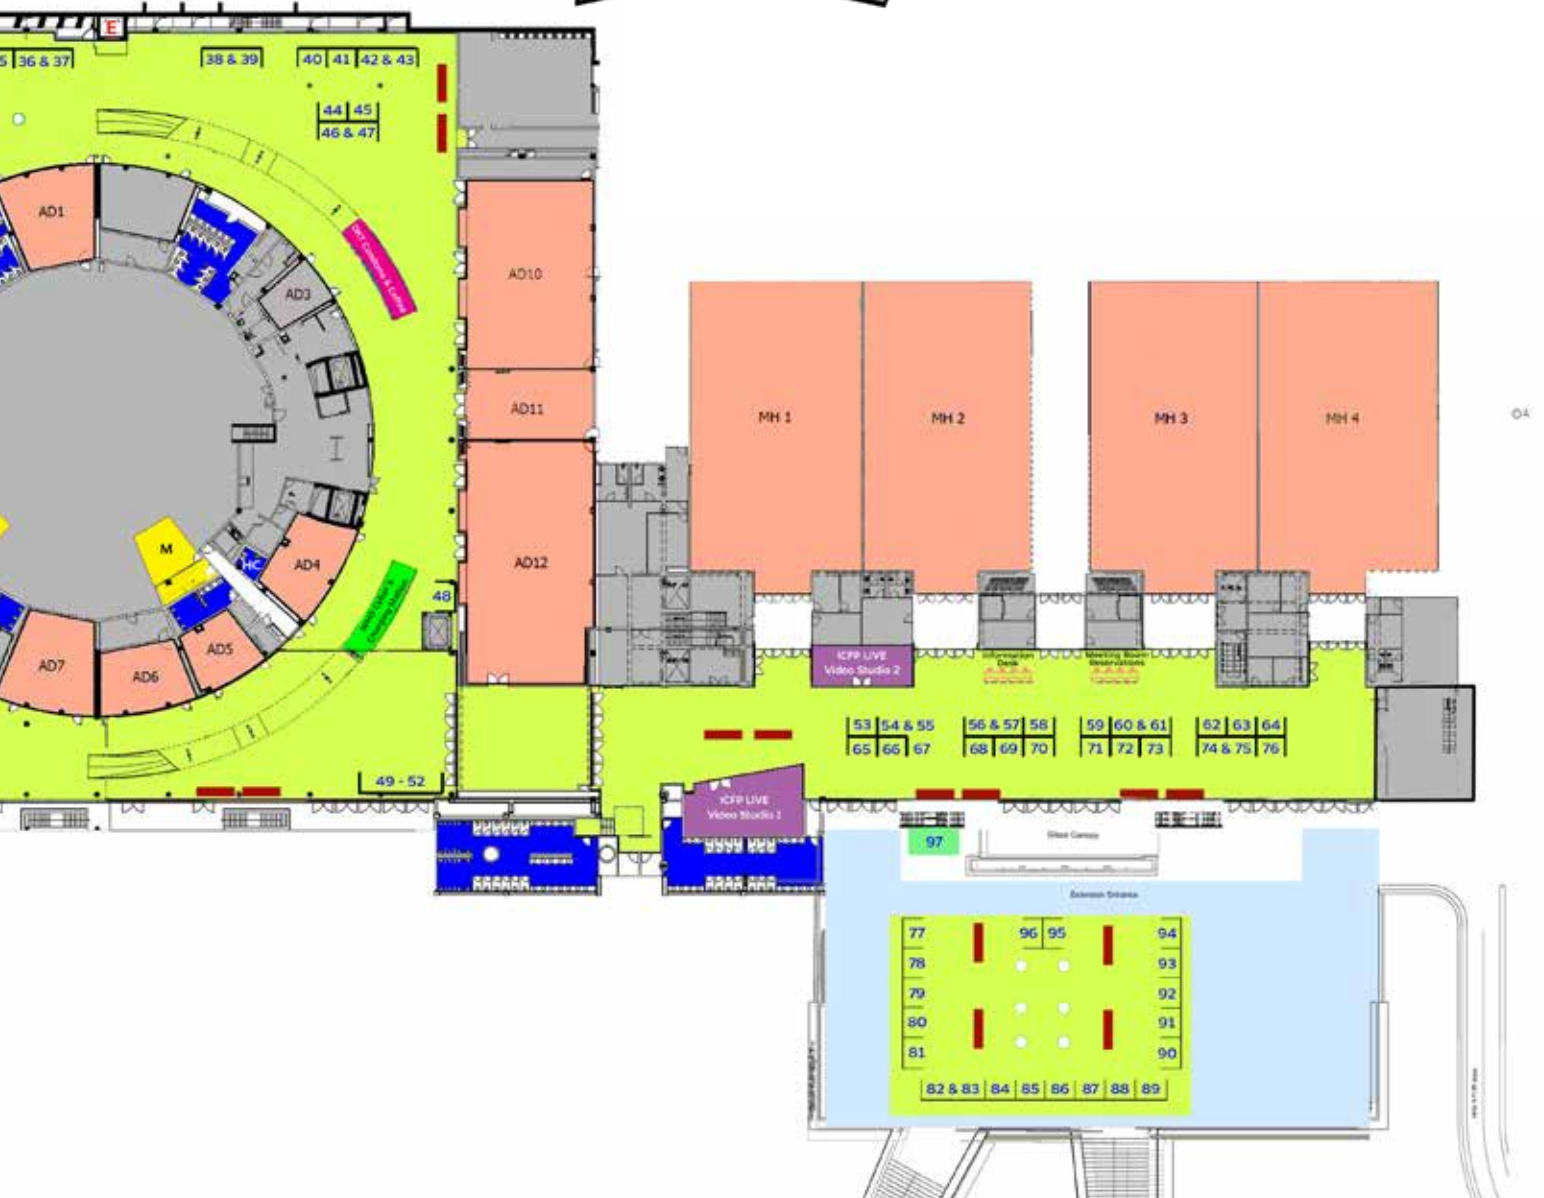 E
5 36 & 37
38 & 39
40 41 42 & 43
44 45
46 & 47
AD1
DKT Condoms & Coffee
AD3
AD10
AD11
AD12
MH 1
MH 2
MH 3
MH 4
M
HC
AD4
AD5
AD6
AD7
48
49 - 52
ICFP LIVE
Video Studio 2
Information
Desk
Meeting Room
Reservations
53 54 & 55
65 66 67
56 & 57 58
68 69 70
59 60 & 61
71 72 73
62 63 64
74 & 75 76
ICFP LIVE
Video Studio 1
97
Glass Canopy
Extension Entrance
77
78
79
80
81
96 95
94
93
92
91
90
82 & 83 84 85 86 87 88 89